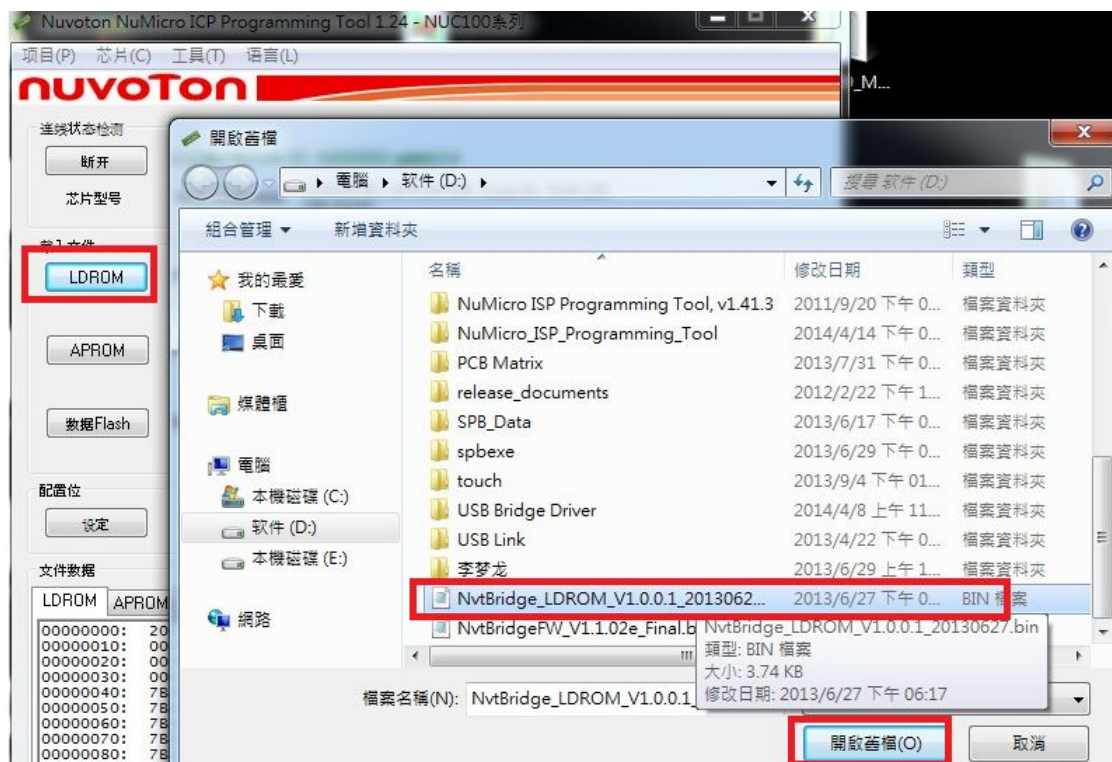 Nuvoton NuMicro ICP Programming Tool 1.24 - NUC100系列
项目(P) 芯片(C) 工具(T) 语言(L)
nuvoTon
_M...
连线状态检测
断开
芯片型号
LDROM
APROM
数据Flash
配置位
设定
文件数据
LDROM APROM
00000000: 20
00000010: 00
00000020: 00
00000030: 00
00000040: 7B
00000050: 7B
00000060: 7B
00000070: 7B
00000080: 7B
開啟舊檔
電腦 软件 (D:)
搜尋 软件 (D:)
組合管理 新增資料夾
我的最愛
下載
桌面
媒體櫃
電腦
本機磁碟 (C:)
软件 (D:)
本機磁碟 (E:)
網路
名稱 修改日期 類型
NuMicro ISP Programming Tool, v1.41.3 2011/9/20 下午 0... 檔案資料夾
NuMicro_ISP_Programming_Tool 2014/4/14 下午 0... 檔案資料夾
PCB Matrix 2013/7/31 下午 0... 檔案資料夾
release_documents 2012/2/22 下午 1... 檔案資料夾
SPB_Data 2013/6/17 下午 0... 檔案資料夾
spbexe 2013/6/29 下午 0... 檔案資料夾
touch 2013/9/4 下午 01... 檔案資料夾
USB Bridge Driver 2014/4/8 上午 11... 檔案資料夾
USB Link 2013/4/22 下午 0... 檔案資料夾
李梦龙 2013/6/29 上午 1... 檔案資料夾
NvtBridge_LDROM_V1.0.0.1_2013062... 2013/6/27 下午 0... BIN 檔案
NvtBridgeFW_V1.1.02e_Final.b
NvtBridge_LDROM_V1.0.0.1_20130627.bin
類型: BIN 檔案
大小: 3.74 KB
修改日期: 2013/6/27 下午 06:17
檔案名稱(N): NvtBridge_LDROM_V1.0.0.1_
開啟舊檔(O) 取消